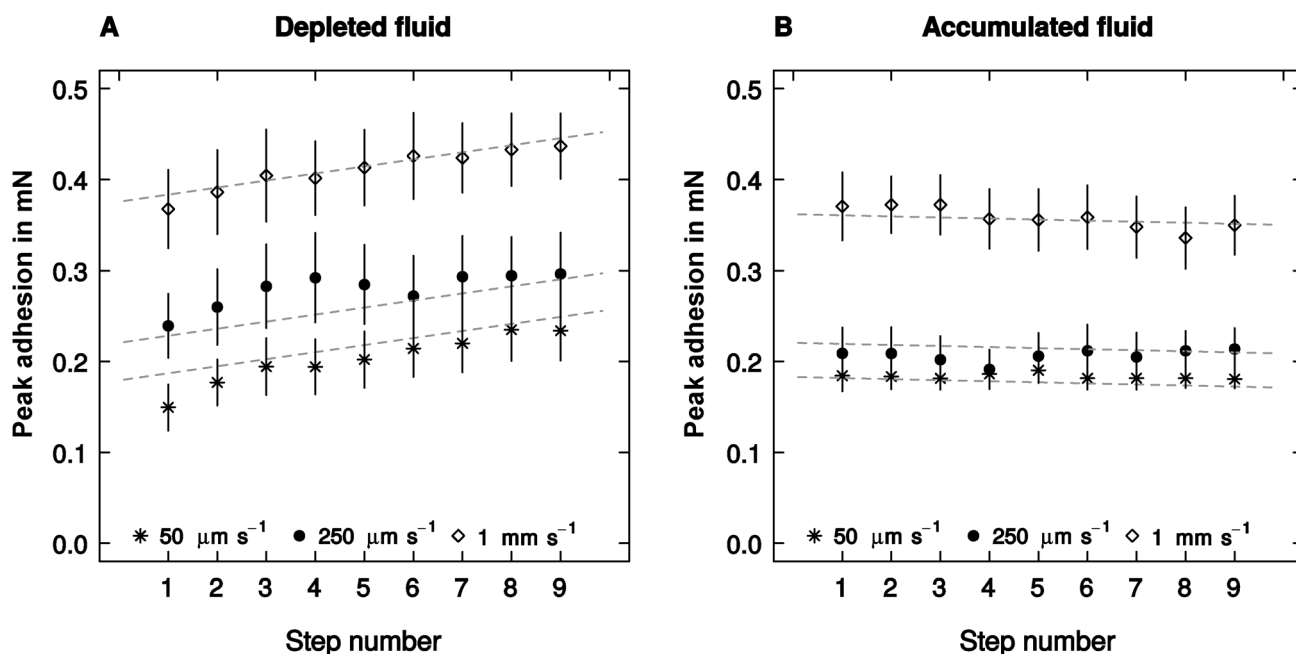 A Depleted fluid
Peak adhesion in mN
0.5
0.4
0.3
0.2
0.1
0.0
50 μm s⁻¹ 250 μm s⁻¹ 1 mm s⁻¹
1 2 3 4 5 6 7 8 9
Step number
B Accumulated fluid
Peak adhesion in mN
0.5
0.4
0.3
0.2
0.1
0.0
50 μm s⁻¹ 250 μm s⁻¹ 1 mm s⁻¹
1 2 3 4 5 6 7 8 9
Step number